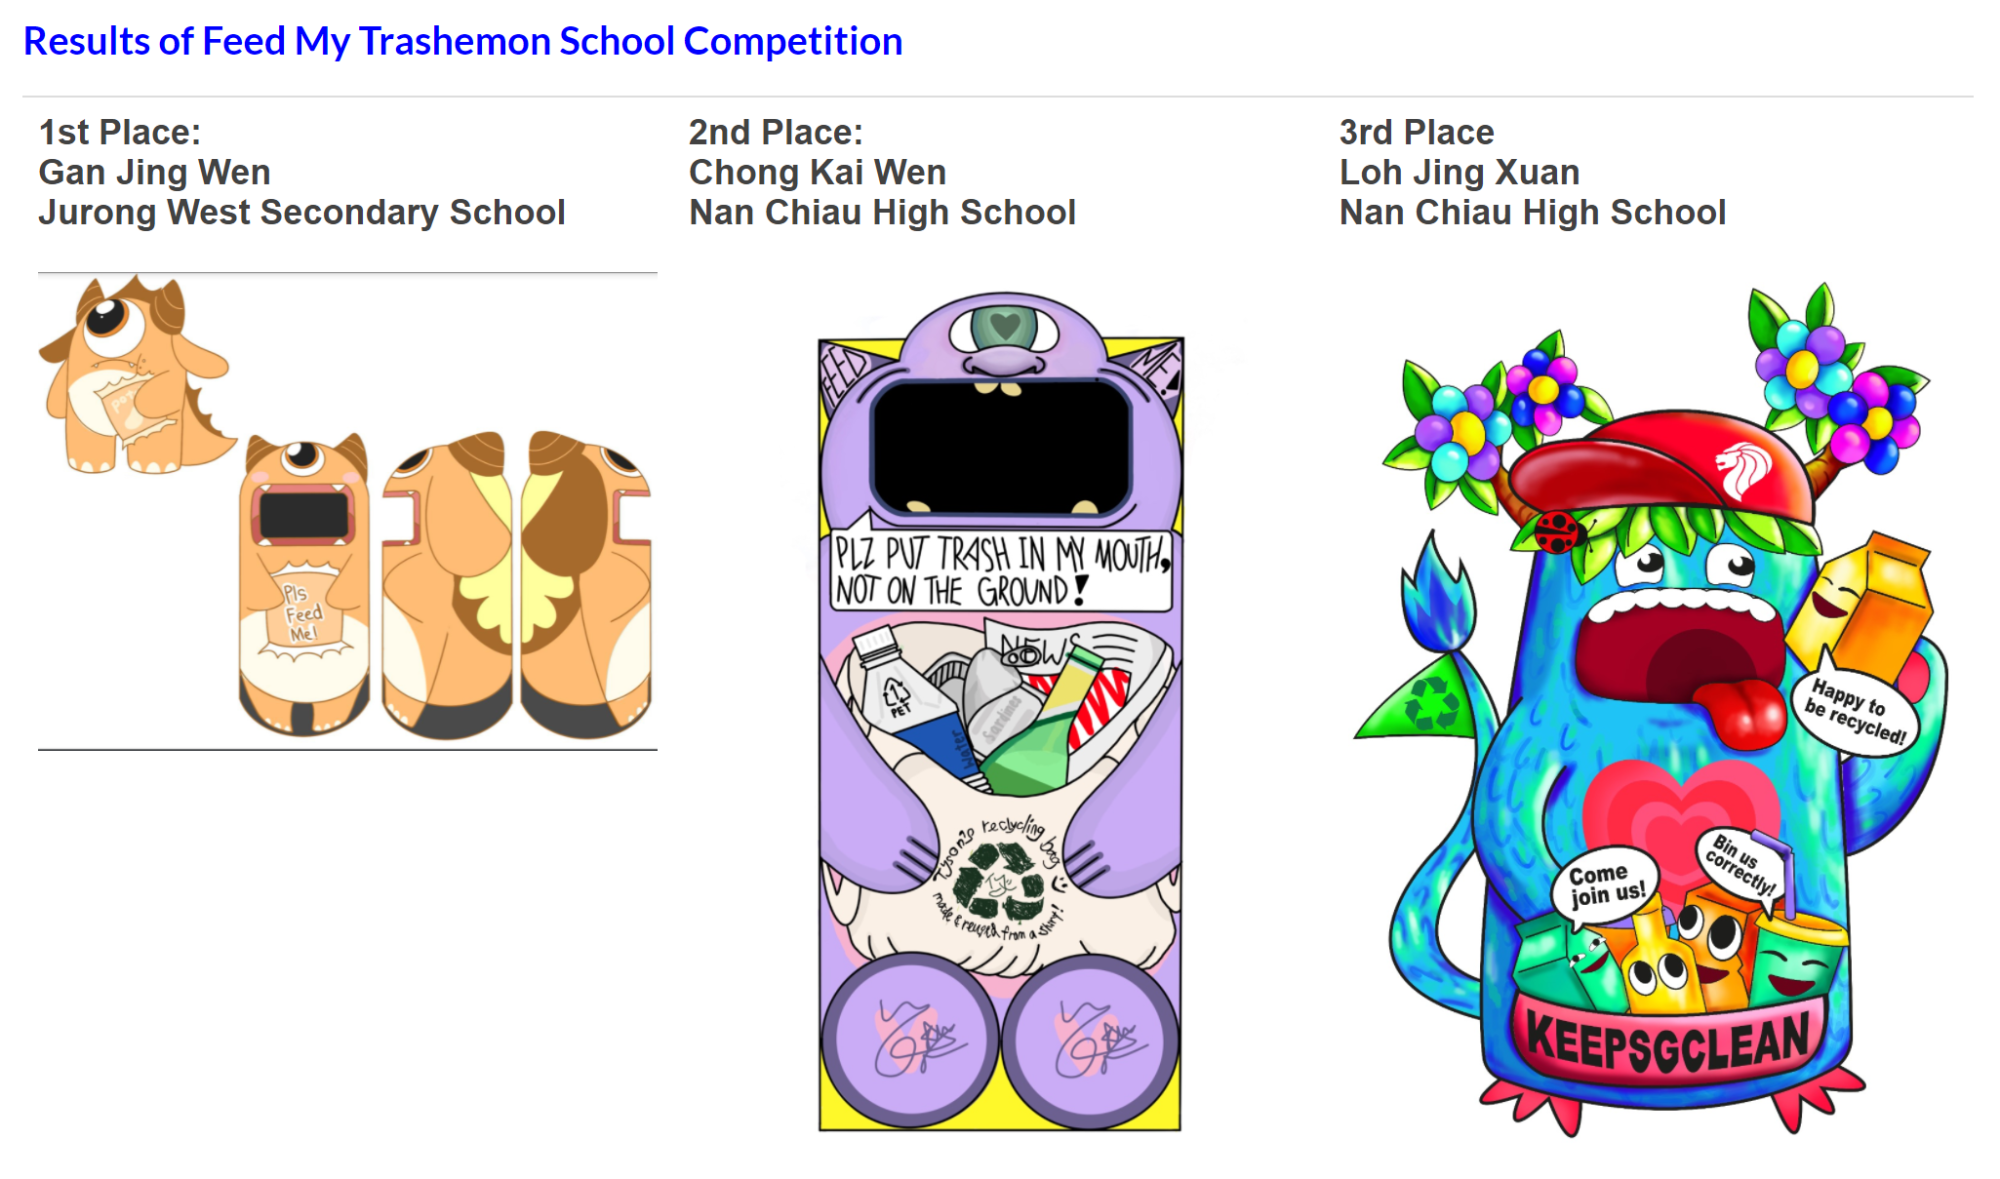 Results of Feed My Trashemon School Competition
1st Place:
Gan Jing Wen
Jurong West Secondary School
2nd Place:
Chong Kai Wen
Nan Chiau High School
3rd Place
Loh Jing Xuan
Nan Chiau High School
Pls
Feed
Me!
FEED
ME!
PLZ PUT TRASH IN MY MOUTH,
NOT ON THE GROUND!
NEWS
1
PET
Water
Sardines
Tyson's recycling bag
made & reused from a shirt!
Happy to
be recycled!
Come
join us!
Bin us
correctly!
KEEPSGCLEAN